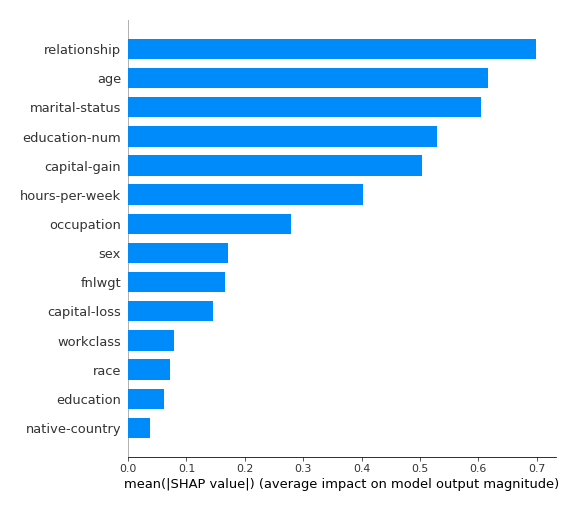 relationship
age
marital-status
education-num
capital-gain
hours-per-week
occupation
sex
fnlwgt
capital-loss
workclass
race
education
native-country
0.0 0.1 0.2 0.3 0.4 0.5 0.6 0.7
mean(|SHAP value|) (average impact on model output magnitude)